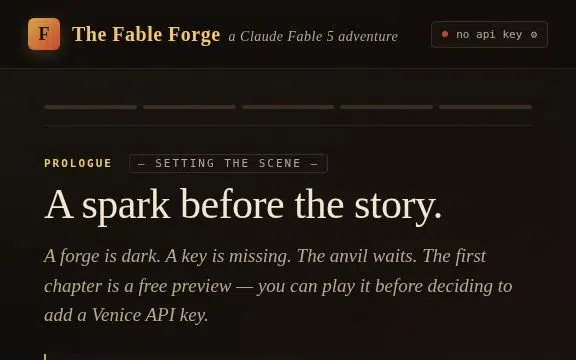 F The Fable Forge a Claude Fable 5 adventure no api key ⚙
PROLOGUE — SETTING THE SCENE —
A spark before the story.
A forge is dark. A key is missing. The anvil waits. The first
chapter is a free preview — you can play it before deciding to
add a Venice API key.